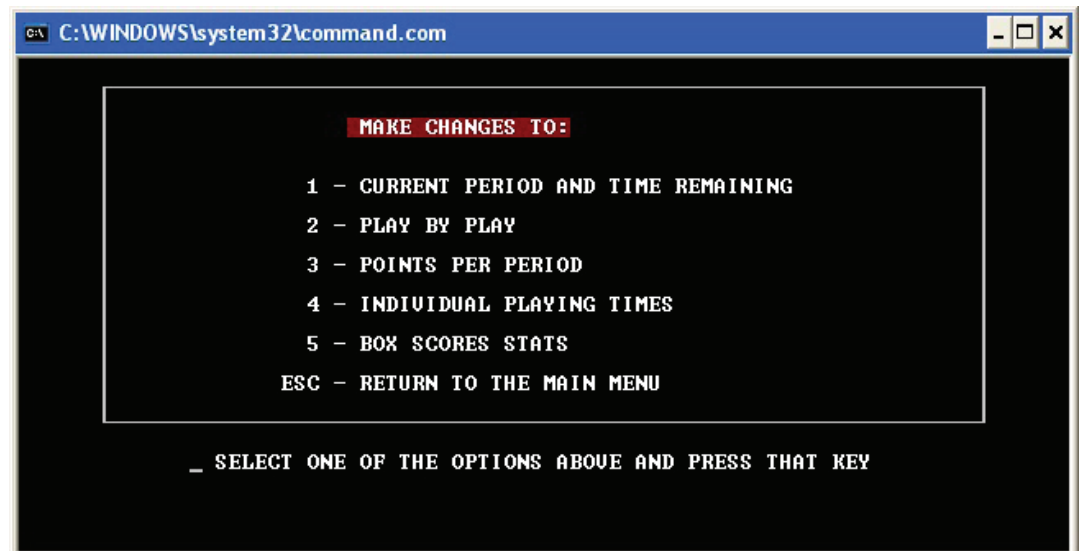 C:\WINDOWS\system32\command.com
MAKE CHANGES TO:
1 - CURRENT PERIOD AND TIME REMAINING
2 - PLAY BY PLAY
3 - POINTS PER PERIOD
4 - INDIVIDUAL PLAYING TIMES
5 - BOX SCORES STATS
ESC - RETURN TO THE MAIN MENU
_ SELECT ONE OF THE OPTIONS ABOVE AND PRESS THAT KEY